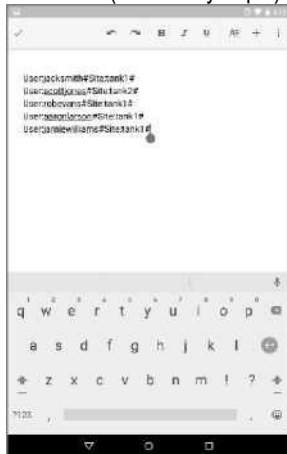 User:jacksmith#Site:tank1#
User:scottjones#Site:tank2#
User:robevans#Site:tank1#
User:aaronlarson#Site:tank1#
User:jamiewilliams#Site:tank1#
B I U
q w e r t y u i o p
a s d f g h j k l
z x c v b n m ! ?
?123 , .